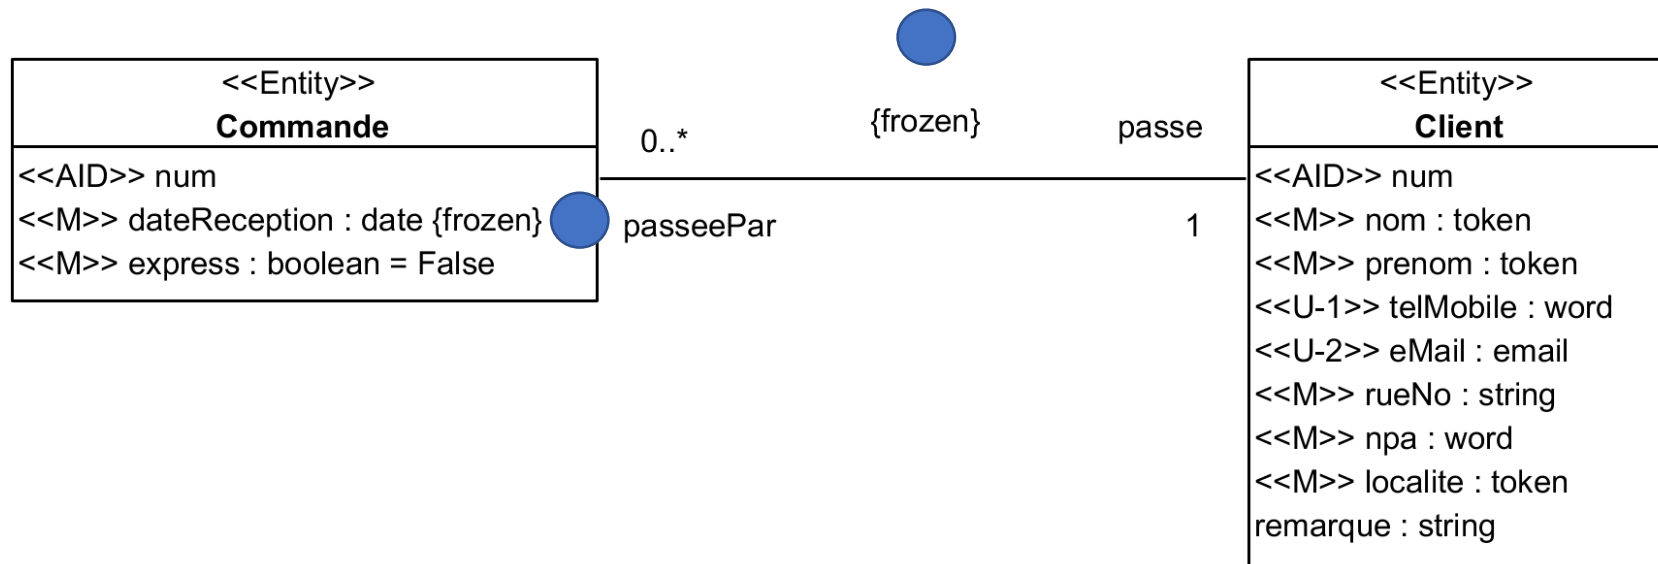 <<Entity>>
Commande
<<AID>> num
<<M>> dateReception : date {frozen}
<<M>> express : boolean = False
0..*
passeePar
{frozen}
passe
1
<<Entity>>
Client
<<AID>> num
<<M>> nom : token
<<M>> prenom : token
<<U-1>> telMobile : word
<<U-2>> eMail : email
<<M>> rueNo : string
<<M>> npa : word
<<M>> localite : token
remarque : string